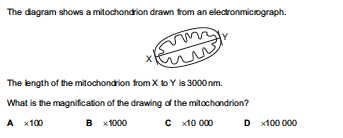 The diagram shows a mitochondrion drawn from an electronmicrograph.
Y
X
The length of the mitochondrion from X to Y is 3000 nm.
What is the magnification of the drawing of the mitochondrion?
A ×100 B ×1000 C ×10 000 D ×100 000